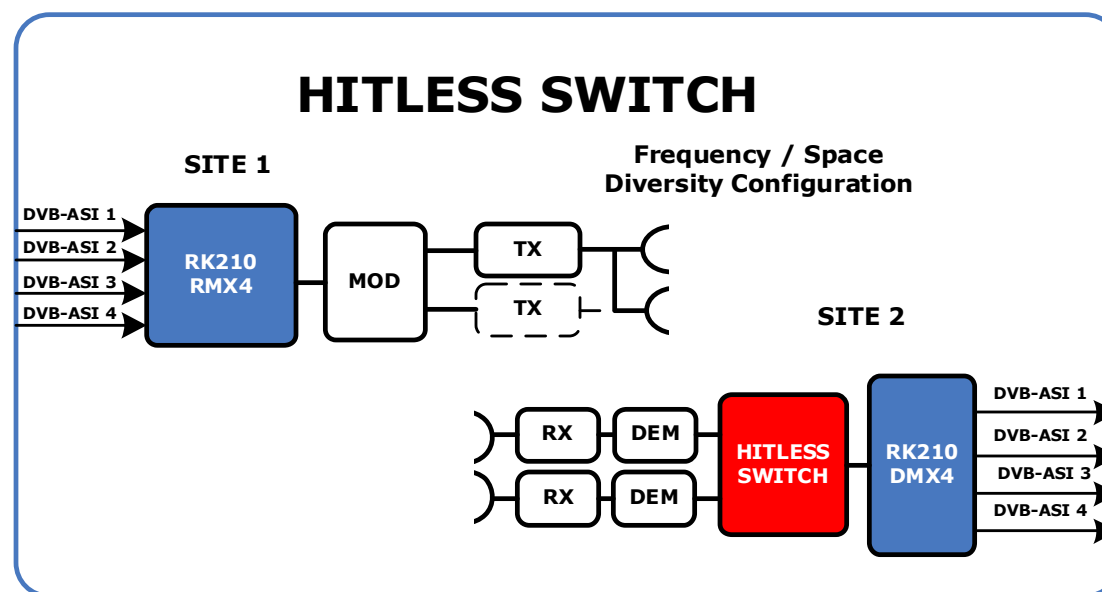 HITLESS SWITCH
SITE 1
Frequency / Space
Diversity Configuration
DVB-ASI 1
DVB-ASI 2
DVB-ASI 3
DVB-ASI 4
RK210
RMX4
MOD
TX
TX
SITE 2
RX
DEM
RX
DEM
HITLESS
SWITCH
RK210
DMX4
DVB-ASI 1
DVB-ASI 2
DVB-ASI 3
DVB-ASI 4